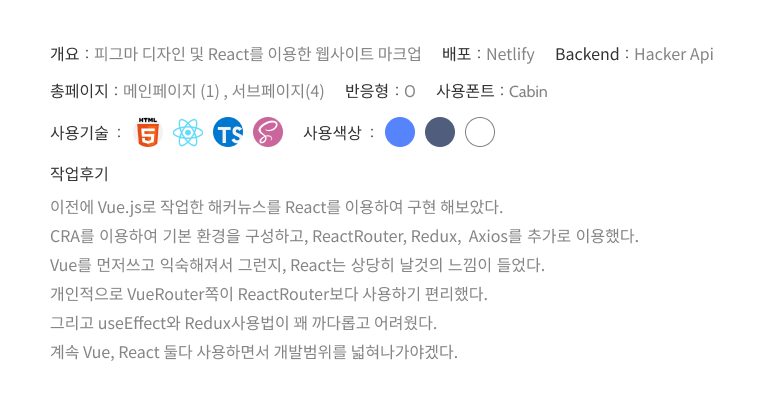 개요 : 피그마 디자인 및 React를 이용한 웹사이트 마크업 배포 : Netlify Backend : Hacker Api
총페이지 : 메인페이지 (1) , 서브페이지(4) 반응형 : O 사용폰트 : Cabin
사용기술 : HTML 5 TS 사용색상 :
작업후기
이전에 Vue.js로 작업한 해커뉴스를 React를 이용하여 구현 해보았다.
CRA를 이용하여 기본 환경을 구성하고, ReactRouter, Redux, Axios를 추가로 이용했다.
Vue를 먼저쓰고 익숙해져서 그런지, React는 상당히 날것의 느낌이 들었다.
개인적으로 VueRouter쪽이 ReactRouter보다 사용하기 편리했다.
그리고 useEffect와 Redux사용법이 꽤 까다롭고 어려웠다.
계속 Vue, React 둘다 사용하면서 개발범위를 넓혀나가야겠다.